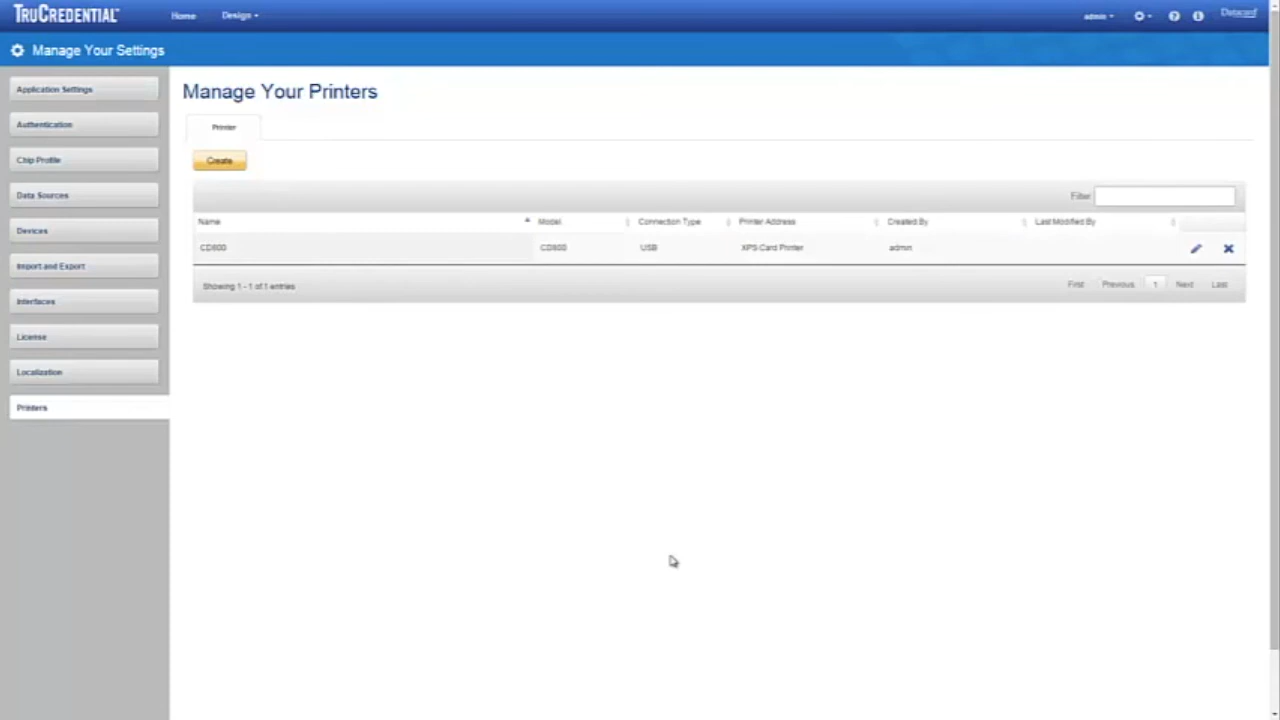 TRUCREDENTIAL™ Home Design admin Datacard
Manage Your Settings
Application Settings
Authentication
Chip Profile
Data Sources
Devices
Import and Export
Interfaces
License
Localization
Printers
Manage Your Printers
Printer
Create
Filter
Name Model Connection Type Printer Address Created By Last Modified By
CD800 CD800 USB XPS Card Printer admin
Showing 1 - 1 of 1 entries First Previous 1 Next Last